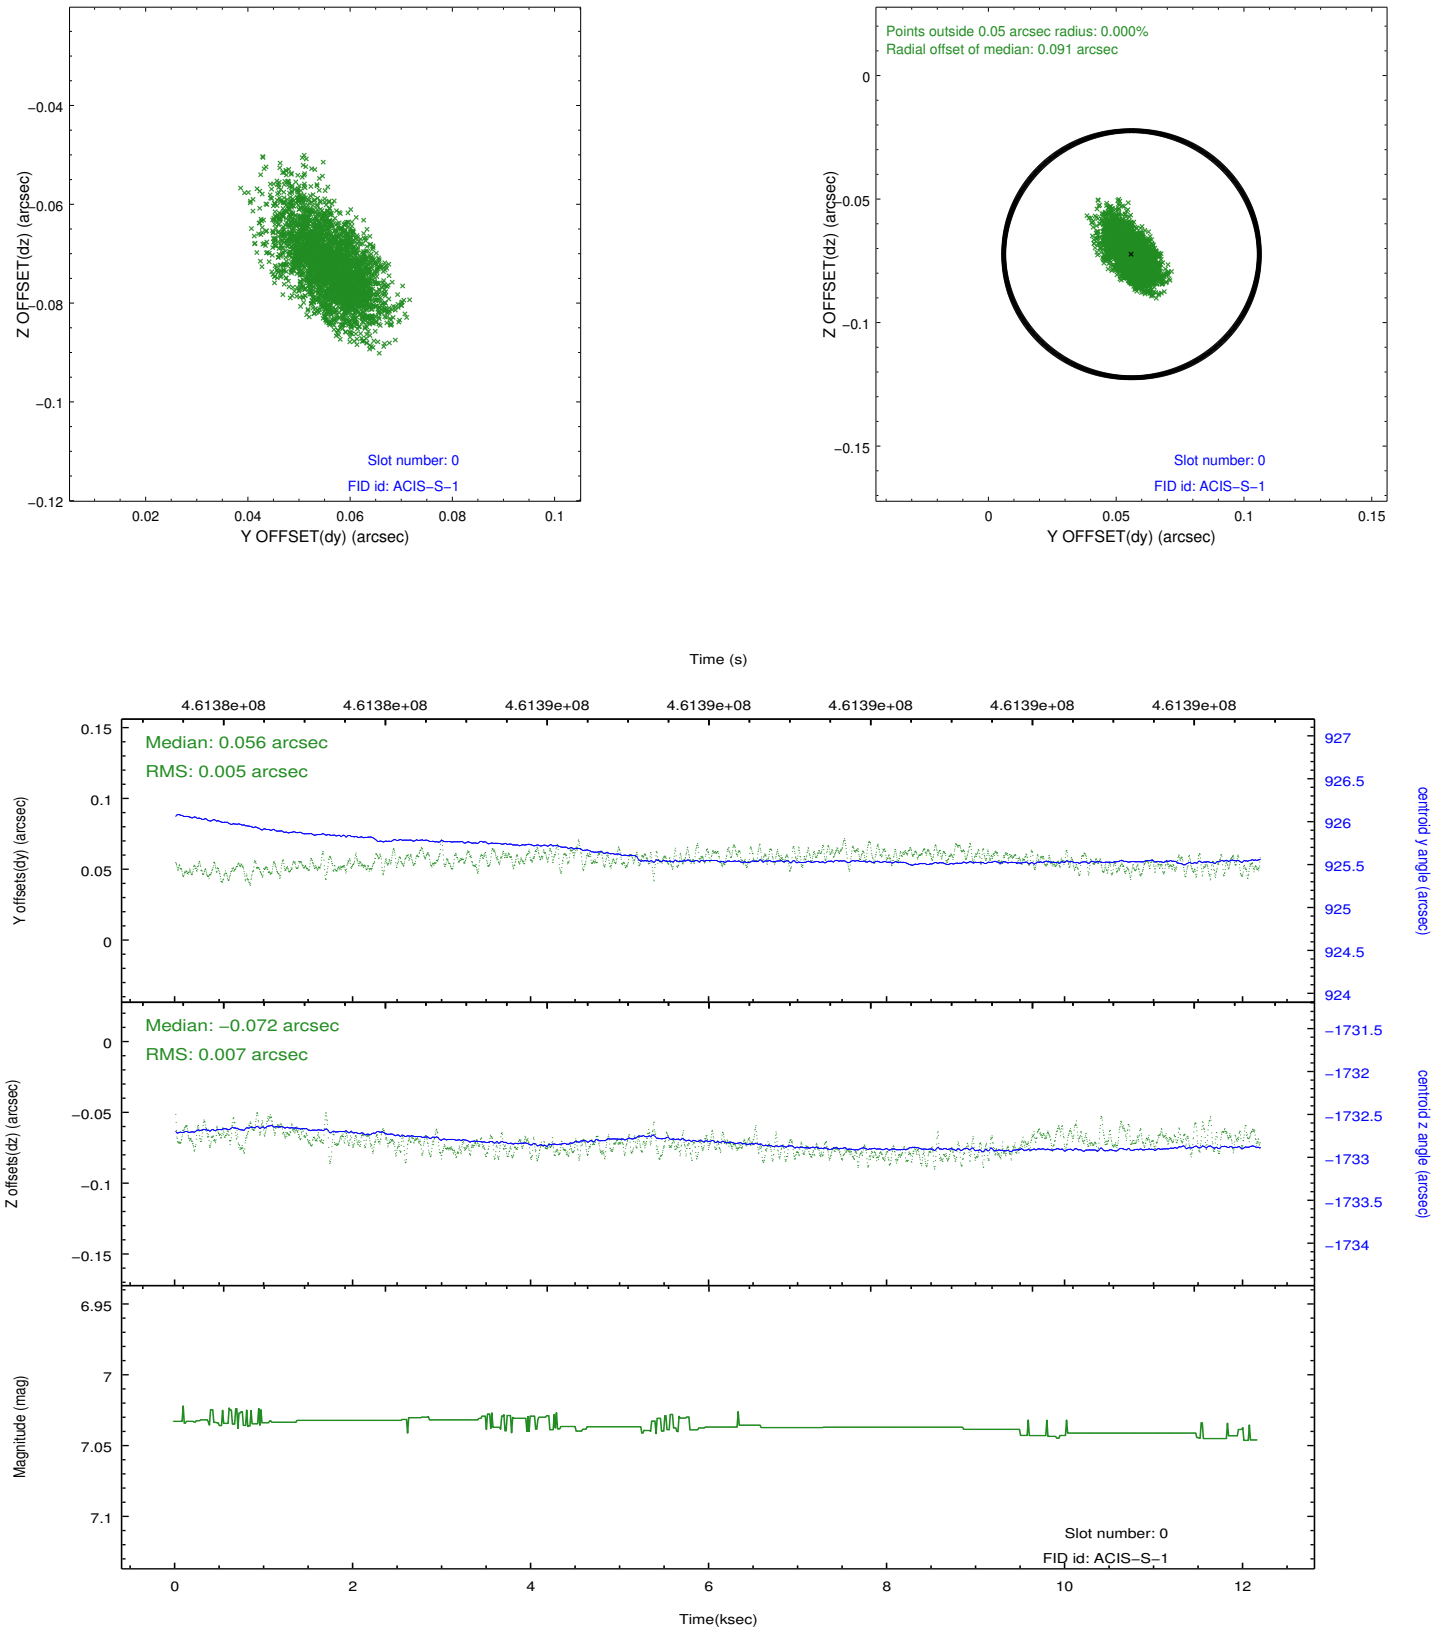 −0.04
−0.06
−0.08
−0.1
−0.12
Z OFFSET(dz) (arcsec)
Slot number: 0
FID id: ACIS−S−1
0.02
0.04
0.06
0.08
0.1
Y OFFSET(dy) (arcsec)
Points outside 0.05 arcsec radius: 0.000%
Radial offset of median: 0.091 arcsec
0
−0.05
−0.1
−0.15
Z OFFSET(dz) (arcsec)
Slot number: 0
FID id: ACIS−S−1
0
0.05
0.1
0.15
Y OFFSET(dy) (arcsec)
Time (s)
4.6138e+08
4.6138e+08
4.6139e+08
4.6139e+08
4.6139e+08
4.6139e+08
4.6139e+08
0.15
0.1
0.05
0
Y offsets(dy) (arcsec)
Median: 0.056 arcsec
RMS: 0.005 arcsec
927
926.5
926
925.5
925
924.5
924
centroid y angle (arcsec)
0
−0.05
−0.1
−0.15
Z offsets(dz) (arcsec)
Median: −0.072 arcsec
RMS: 0.007 arcsec
−1731.5
−1732
−1732.5
−1733
−1733.5
−1734
centroid z angle (arcsec)
6.95
7
7.05
7.1
Magnitude (mag)
Slot number: 0
FID id: ACIS−S−1
0
2
4
6
8
10
12
Time(ksec)